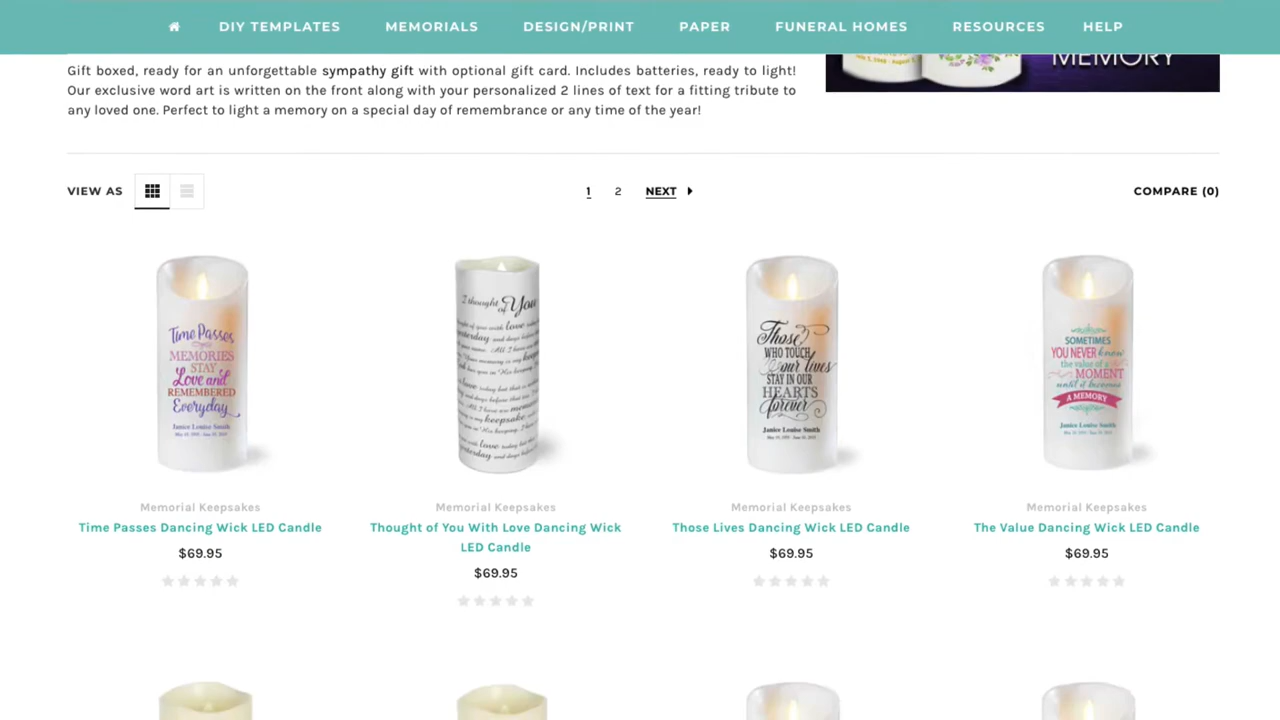 DIY TEMPLATES MEMORIALS DESIGN/PRINT PAPER FUNERAL HOMES RESOURCES HELP
MEMORY
Gift boxed, ready for an unforgettable sympathy gift with optional gift card. Includes batteries, ready to light!
Our exclusive word art is written on the front along with your personalized 2 lines of text for a fitting tribute to
any loved one. Perfect to light a memory on a special day of remembrance or any time of the year!
VIEW AS
1 2 NEXT
COMPARE (0)
Time Passes
MEMORIES
STAY
Love and
REMEMBERED
Everyday
Janice Louise Smith
I thought
of You
Those
WHO TOUCH
our lives
STAY IN OUR
HEARTS
forever
Janice Louise Smith
SOMETIMES
YOU NEVER know
the value of a
MOMENT
until it becomes
A MEMORY
Janice Louise Smith
Memorial Keepsakes
Time Passes Dancing Wick LED Candle
$69.95
Memorial Keepsakes
Thought of You With Love Dancing Wick
LED Candle
$69.95
Memorial Keepsakes
Those Lives Dancing Wick LED Candle
$69.95
Memorial Keepsakes
The Value Dancing Wick LED Candle
$69.95